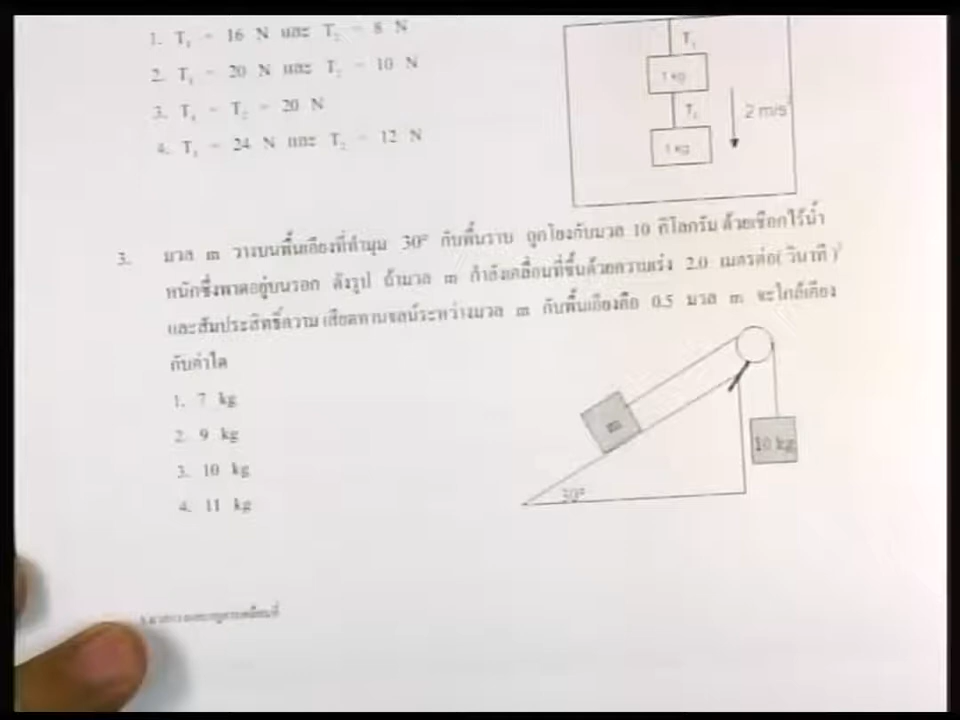 1. T₁ = 16 N และ T₂ = 8 N
2. T₁ = 20 N และ T₂ = 10 N
3. T₁ = T₂ = 20 N
4. T₁ = 24 N และ T₂ = 12 N
T₁
1 kg
T₂
1 kg
2 m/s²
3. มวล m วางบนพื้นเอียงที่ทำมุม 30° กับพื้นราบ ถูกโยงกับมวล 10 กิโลกรัม ด้วยเชือกไร้น้ำ
หนักซึ่งพาดอยู่บนรอก ดังรูป ถ้ามวล m กำลังเคลื่อนที่ขึ้นด้วยความเร่ง 2.0 เมตรต่อ(วินาที)²
และสัมประสิทธิ์ความเสียดทานจลน์ระหว่างมวล m กับพื้นเอียงคือ 0.5 มวล m จะใกล้เคียง
กับค่าใด
1. 7 kg
2. 9 kg
3. 10 kg
4. 11 kg
m
10 kg
30°